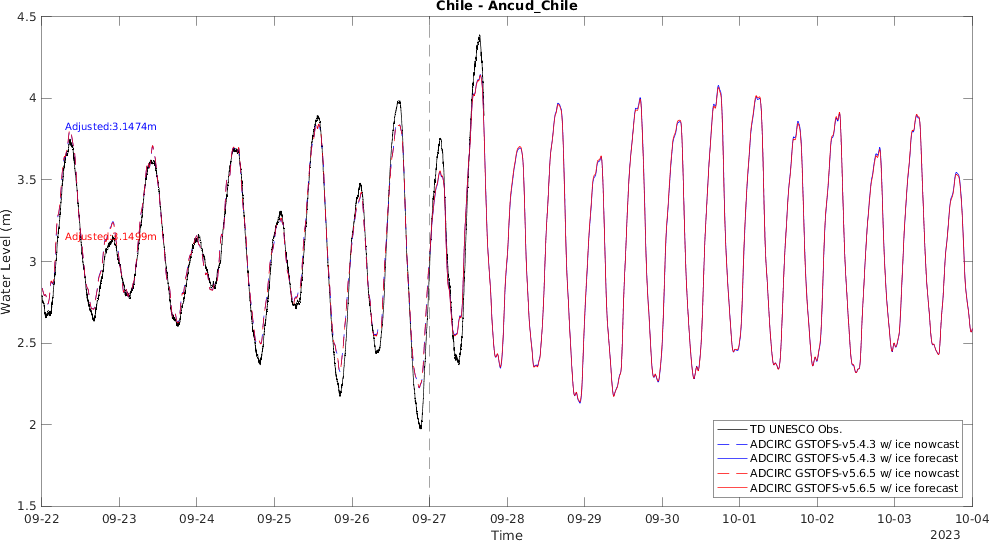 Chile - Ancud_Chile
4.5
4
3.5
3
2.5
2
1.5
Water Level (m)
Adjusted:3.1474m
Adjusted:3.1499m
TD UNESCO Obs.
ADCIRC GSTOFS-v5.4.3 w/ ice nowcast
ADCIRC GSTOFS-v5.4.3 w/ ice forecast
ADCIRC GSTOFS-v5.6.5 w/ ice nowcast
ADCIRC GSTOFS-v5.6.5 w/ ice forecast
09-22 09-23 09-24 09-25 09-26 09-27 09-28 09-29 09-30 10-01 10-02 10-03 10-04
Time
2023